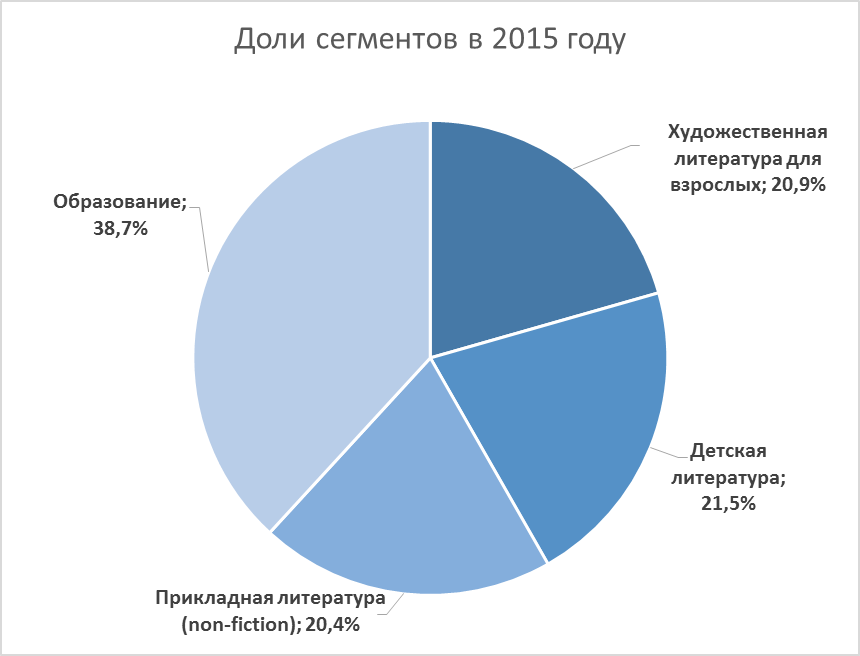 Доли сегментов в 2015 году
Художественная
литература для
взрослых; 20,9%
Образование;
38,7%
Детская
литература;
21,5%
Прикладная литература
(non-fiction); 20,4%